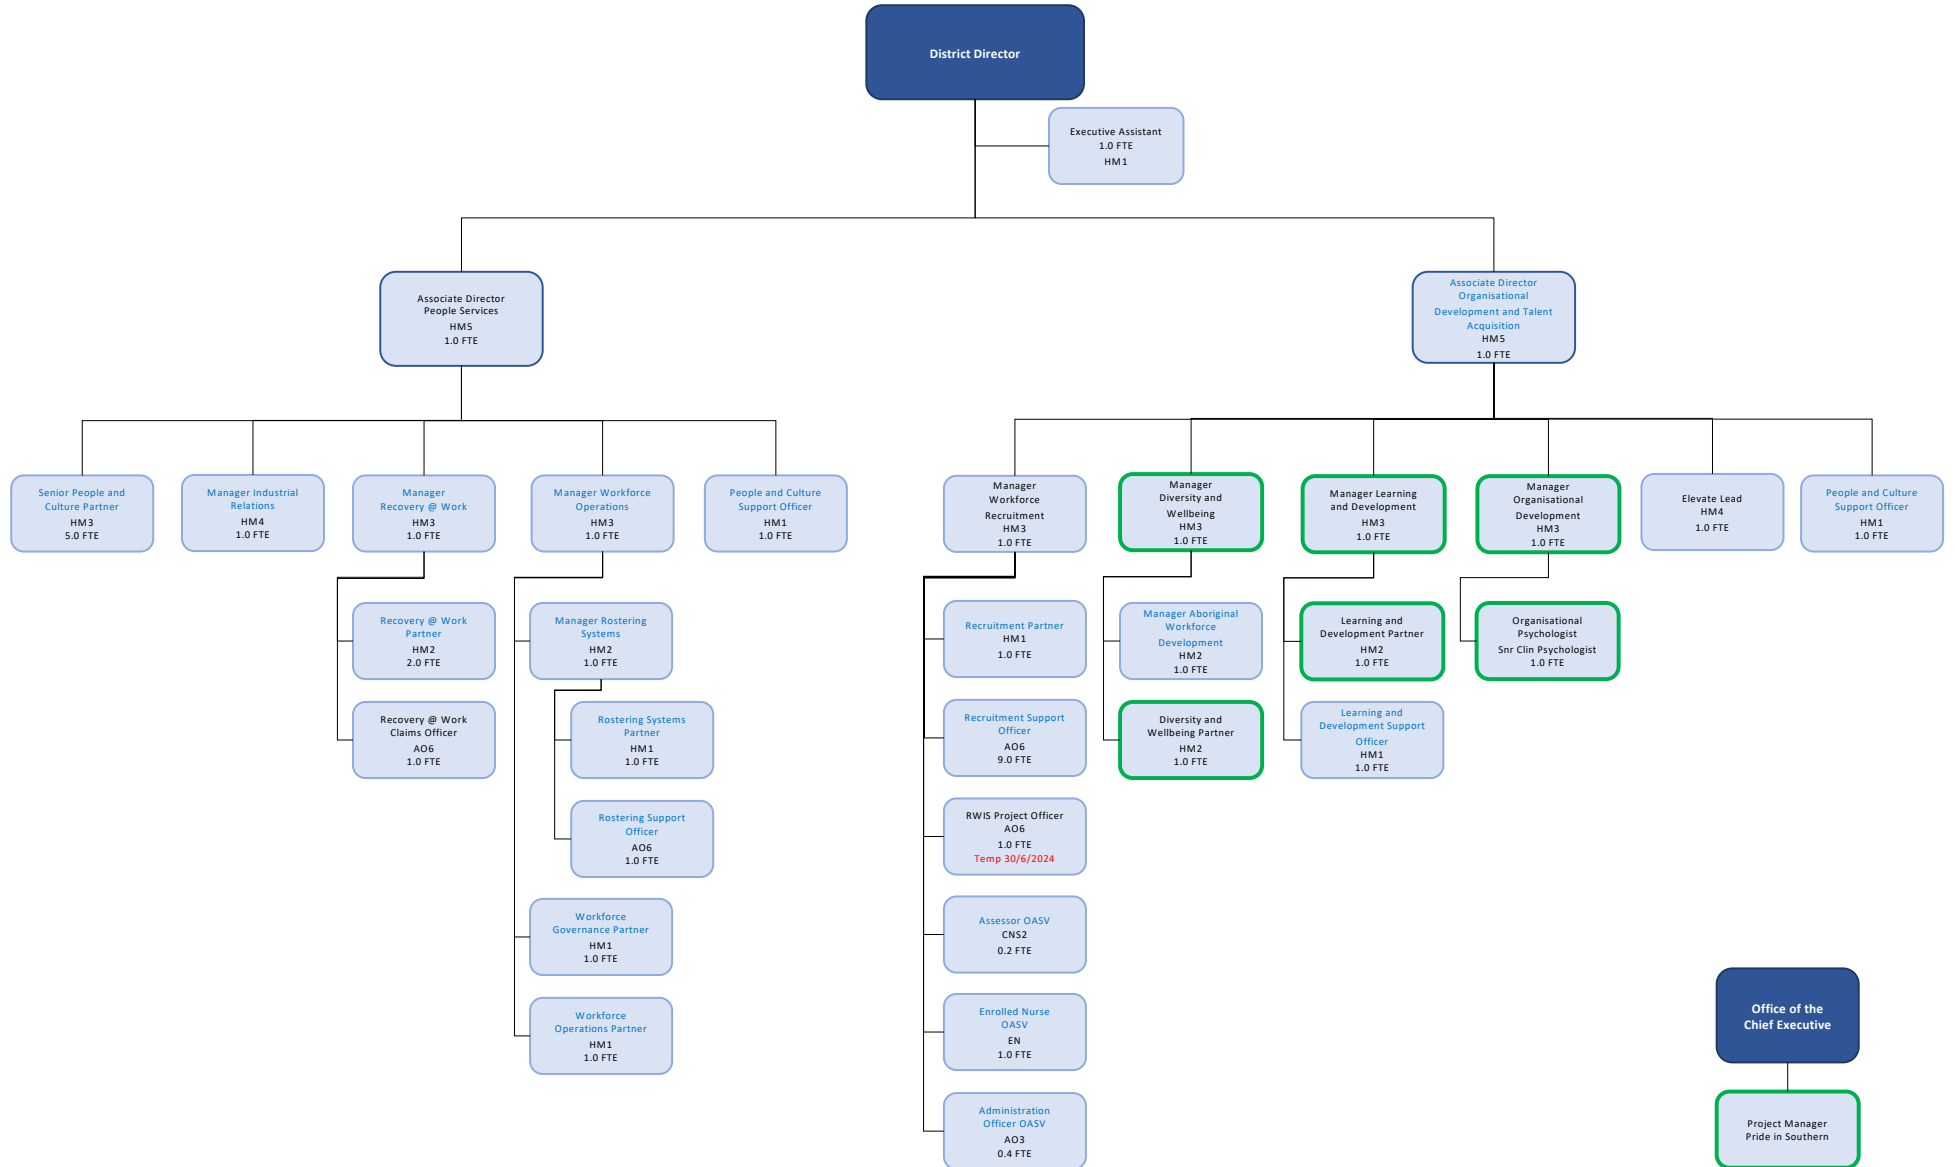 District Director
Executive Assistant
1.0 FTE
HM1
Associate Director
People Services
HM5
1.0 FTE
Associate Director
Organisational
Development and Talent
Acquisition
HM5
1.0 FTE
Senior People and
Culture Partner
HM3
5.0 FTE
Manager Industrial
Relations
HM4
1.0 FTE
Manager
Recovery @ Work
HM3
1.0 FTE
Manager Workforce
Operations
HM3
1.0 FTE
People and Culture
Support Officer
HM1
1.0 FTE
Manager
Workforce
Recruitment
HM3
1.0 FTE
Manager
Diversity and
Wellbeing
HM3
1.0 FTE
Manager Learning
and Development
HM3
1.0 FTE
Manager
Organisational
Development
HM3
1.0 FTE
Elevate Lead
HM4
1.0 FTE
People and Culture
Support Officer
HM1
1.0 FTE
Recovery @ Work
Partner
HM2
2.0 FTE
Recovery @ Work
Claims Officer
AO6
1.0 FTE
Manager Rostering
Systems
HM2
1.0 FTE
Rostering Systems
Partner
HM1
1.0 FTE
Rostering Support
Officer
AO6
1.0 FTE
Workforce
Governance Partner
HM1
1.0 FTE
Workforce
Operations Partner
HM1
1.0 FTE
Recruitment Partner
HM1
1.0 FTE
Recruitment Support
Officer
AO6
9.0 FTE
RWIS Project Officer
AO6
1.0 FTE
Temp 30/6/2024
Assessor OASV
CNS2
0.2 FTE
Enrolled Nurse
OASV
EN
1.0 FTE
Administration
Officer OASV
AO3
0.4 FTE
Manager Aboriginal
Workforce
Development
HM2
1.0 FTE
Diversity and
Wellbeing Partner
HM2
1.0 FTE
Learning and
Development Partner
HM2
1.0 FTE
Learning and
Development Support
Officer
HM1
1.0 FTE
Organisational
Psychologist
Snr Clin Psychologist
1.0 FTE
Office of the
Chief Executive
Project Manager
Pride in Southern